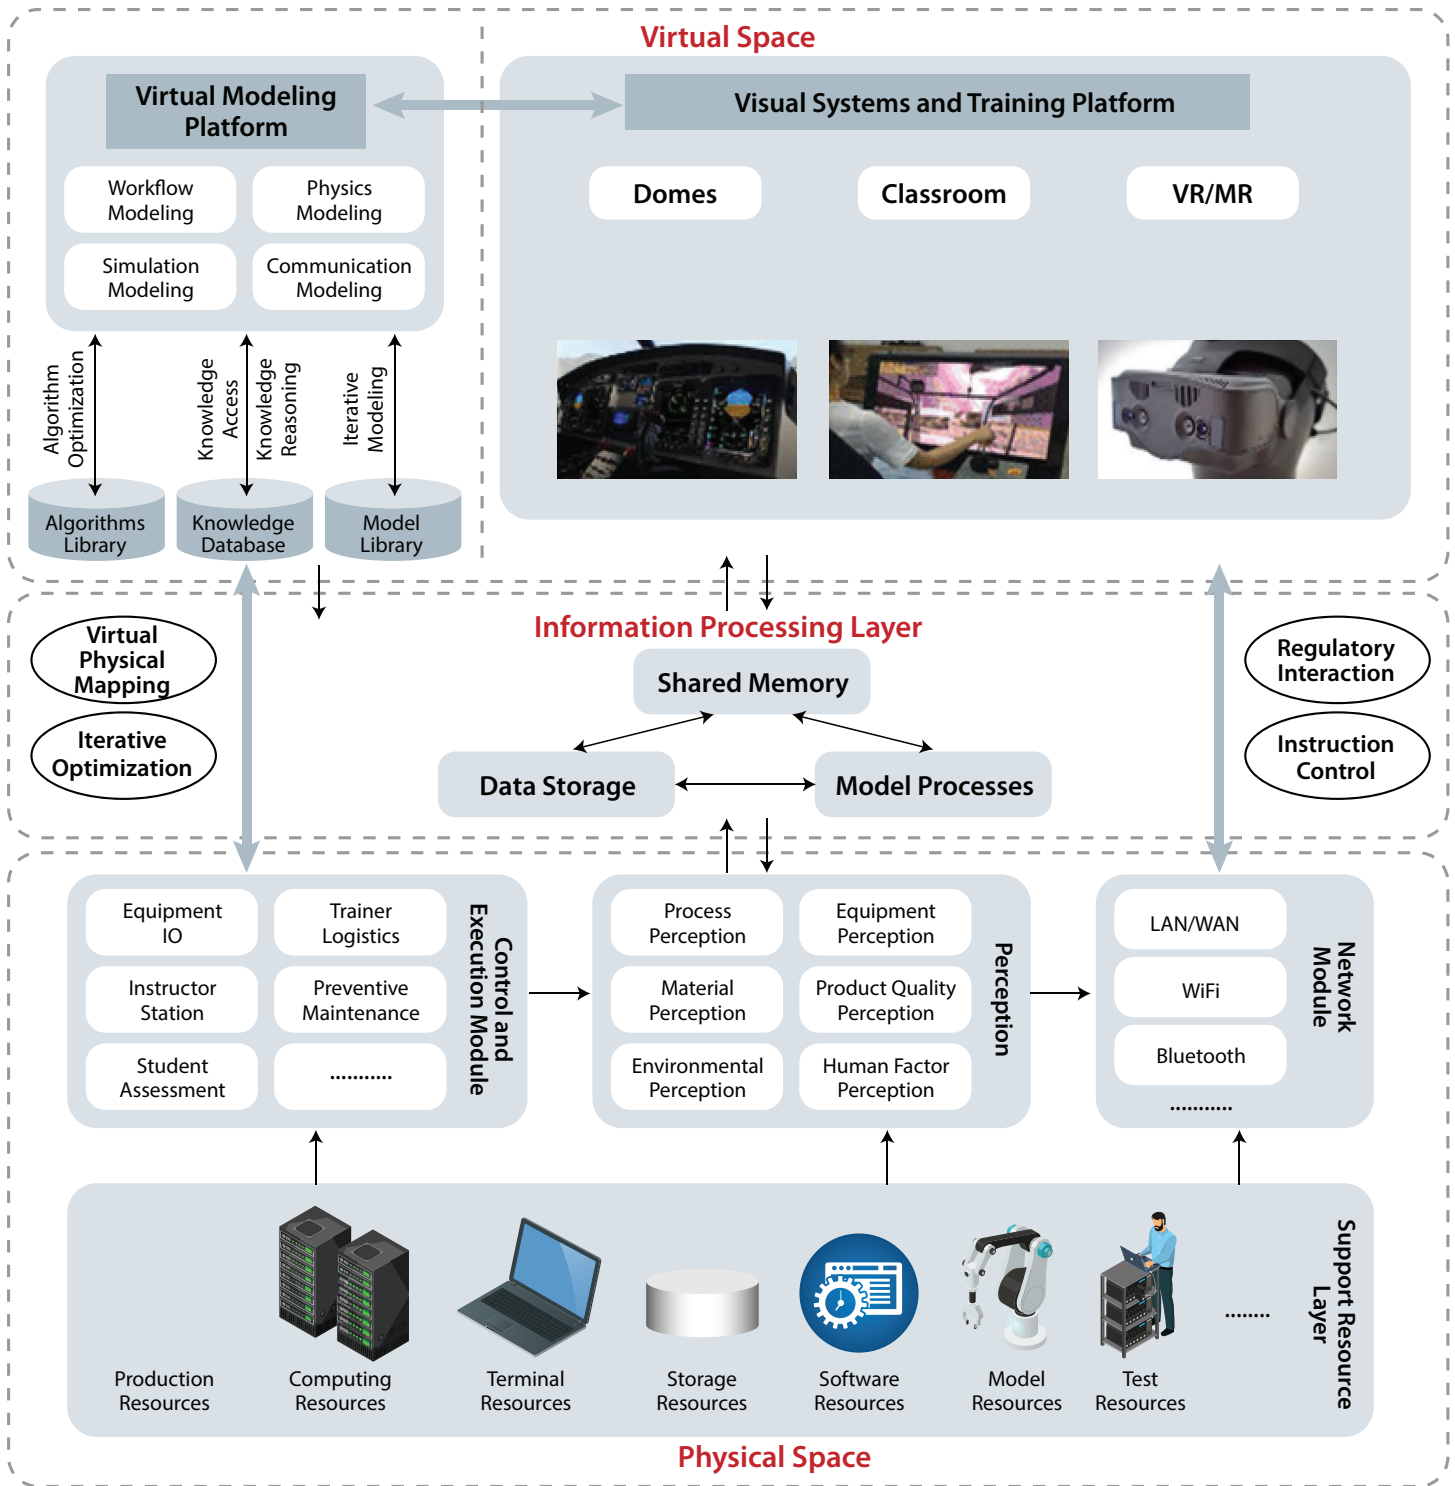 Virtual Space
Virtual Modeling
Platform
Workflow
Modeling
Physics
Modeling
Simulation
Modeling
Communication
Modeling
Algorithm
Optimization
Knowledge
Access
Knowledge
Reasoning
Iterative
Modeling
Algorithms
Library
Knowledge
Database
Model
Library
Visual Systems and Training Platform
Domes
Classroom
VR/MR
Information Processing Layer
Virtual
Physical
Mapping
Iterative
Optimization
Shared Memory
Data Storage
Model Processes
Regulatory
Interaction
Instruction
Control
Equipment
IO
Trainer
Logistics
Instructor
Station
Preventive
Maintenance
Student
Assessment
...........
Control and
Execution Module
Process
Perception
Equipment
Perception
Material
Perception
Product Quality
Perception
Environmental
Perception
Human Factor
Perception
Perception
LAN/WAN
WiFi
Bluetooth
...........
Network
Module
Production
Resources
Computing
Resources
Terminal
Resources
Storage
Resources
Software
Resources
Model
Resources
Test
Resources
........
Support Resource
Layer
Physical Space